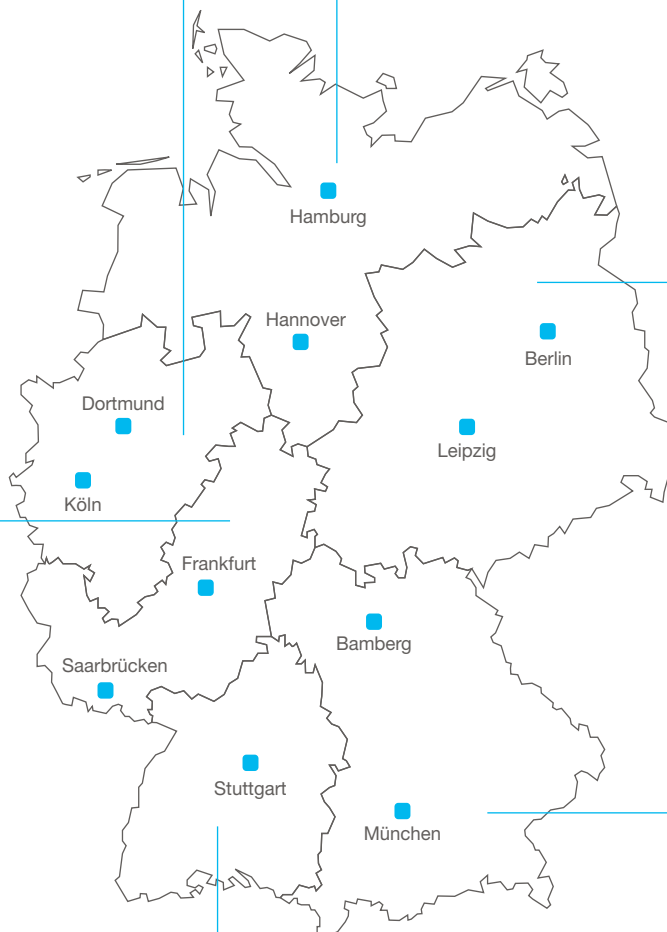 Hamburg
Hannover
Berlin
Dortmund
Leipzig
Köln
Frankfurt
Bamberg
Saarbrücken
Stuttgart
München